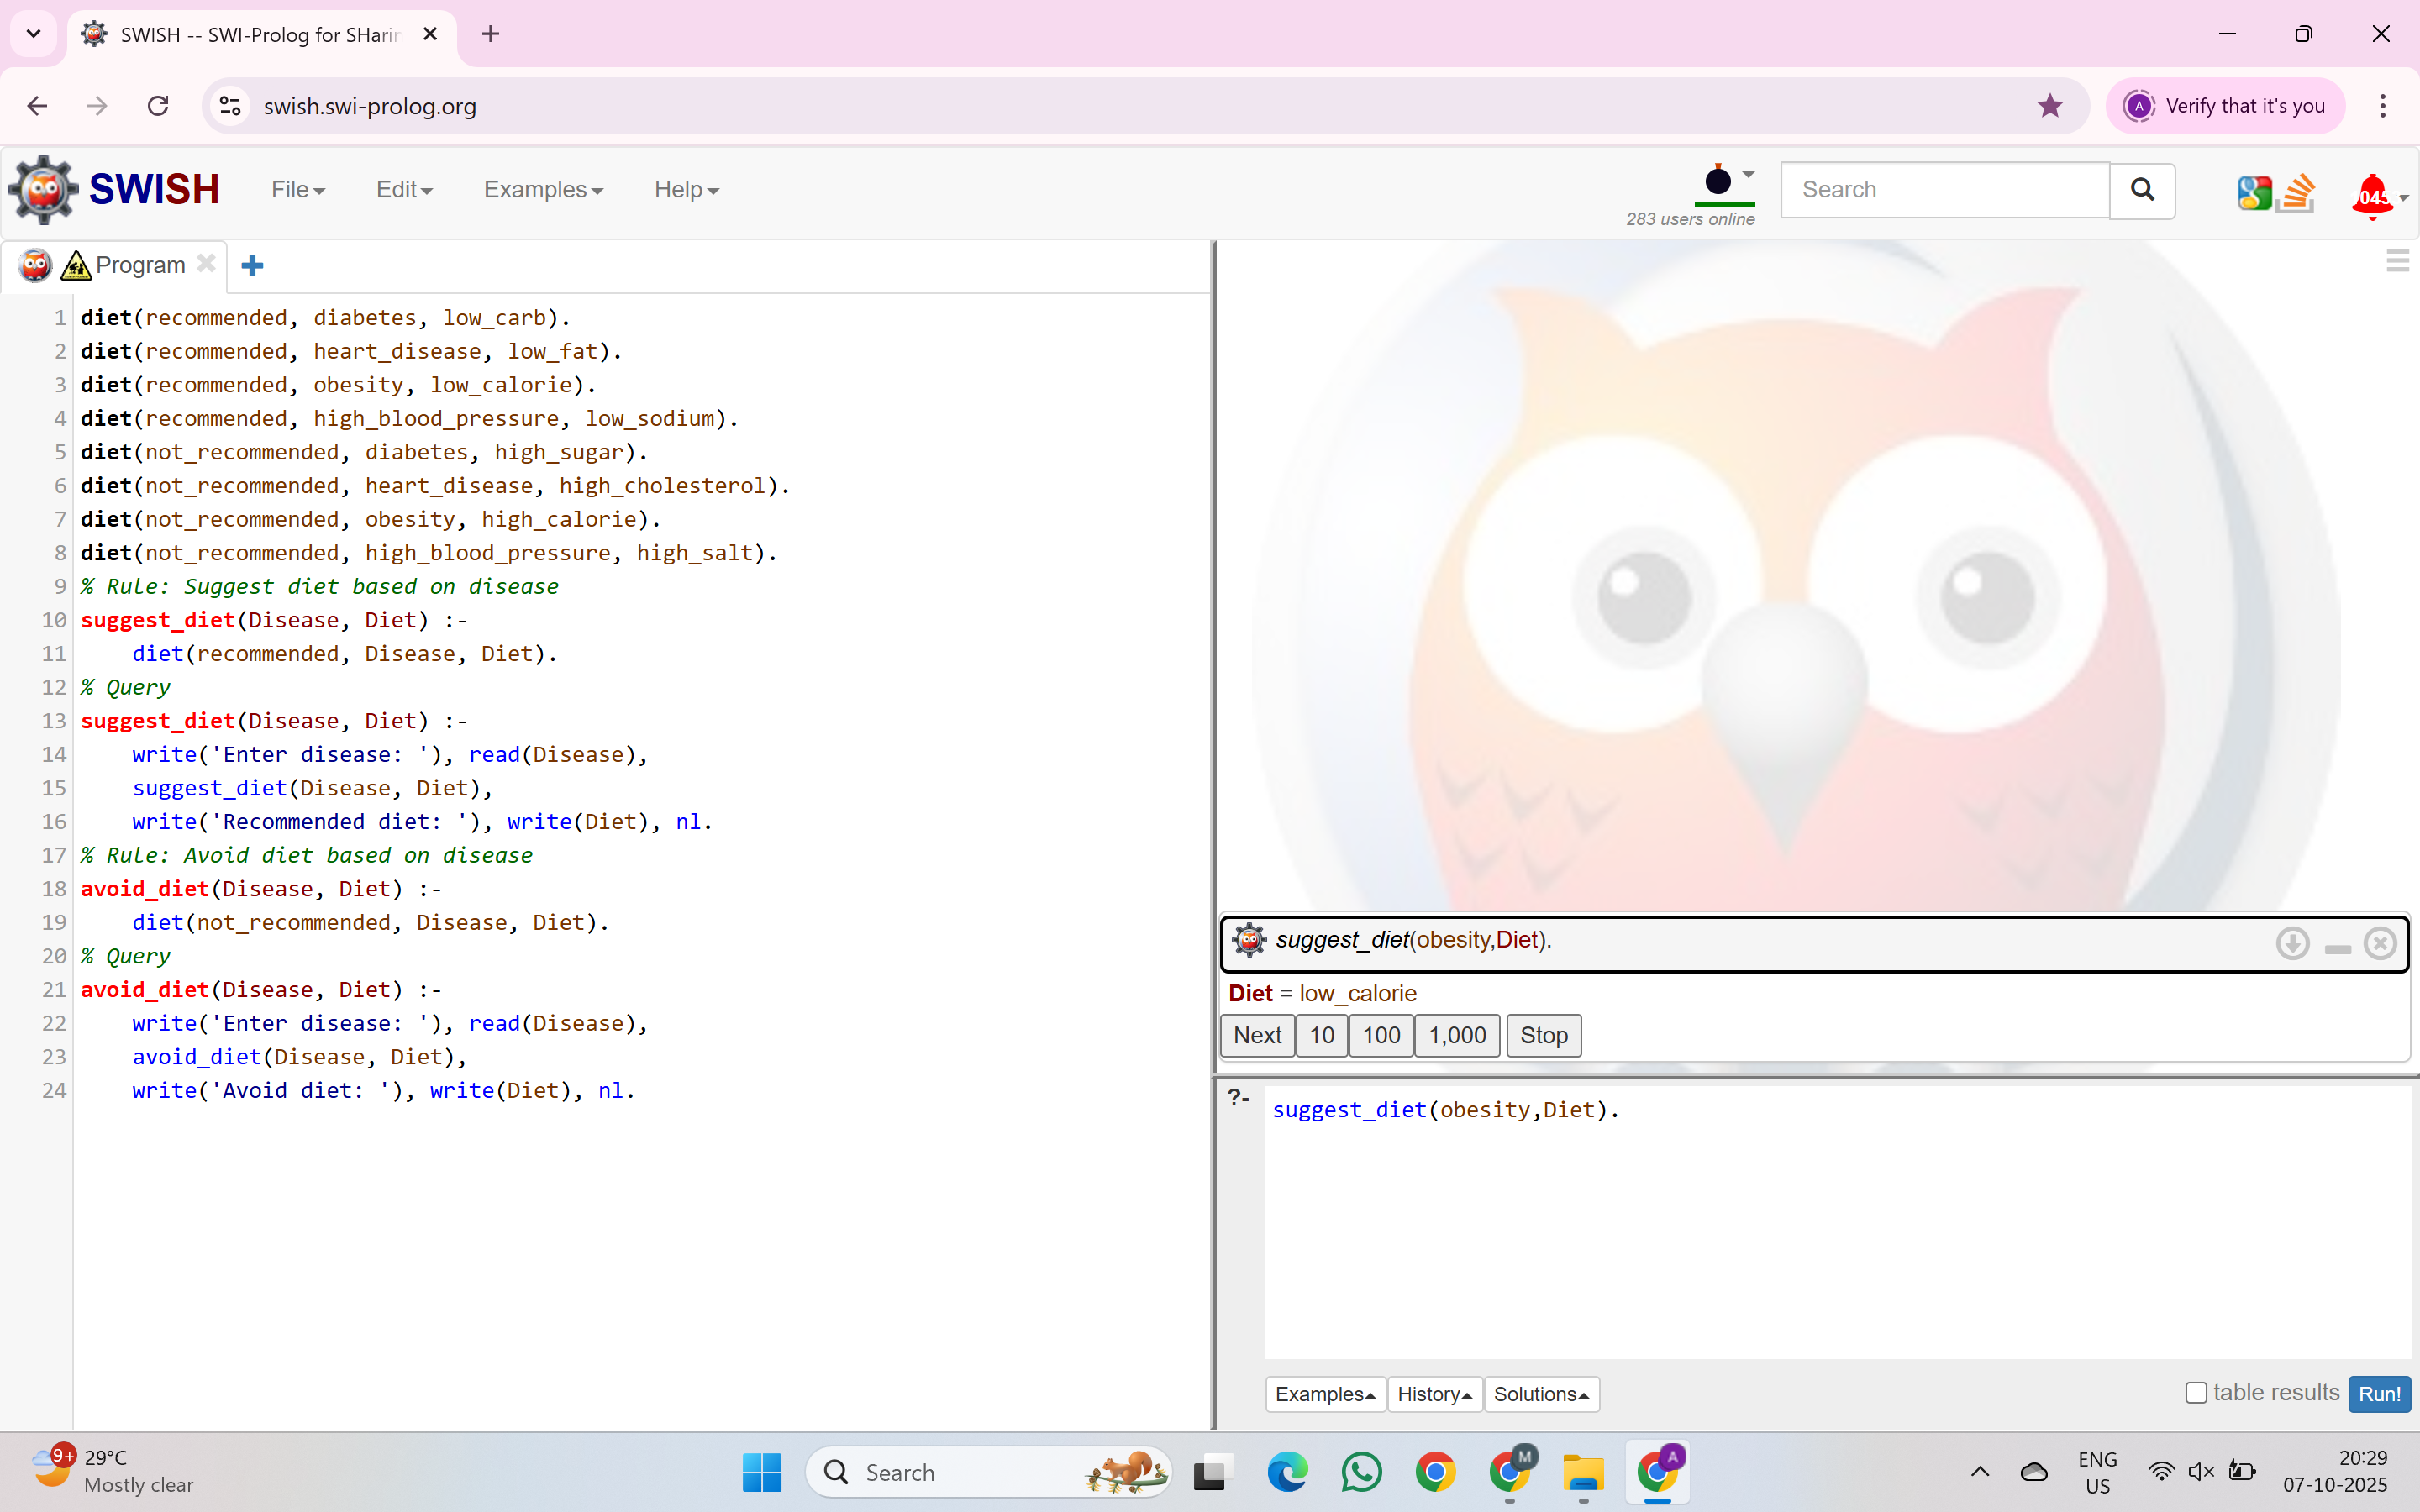 SWISH -- SWI-Prolog for SHarin
swish.swi-prolog.org
A Verify that it's you
SWISH File Edit Examples Help
283 users online
Search
045
Program
1 diet(recommended, diabetes, low_carb).
2 diet(recommended, heart_disease, low_fat).
3 diet(recommended, obesity, low_calorie).
4 diet(recommended, high_blood_pressure, low_sodium).
5 diet(not_recommended, diabetes, high_sugar).
6 diet(not_recommended, heart_disease, high_cholesterol).
7 diet(not_recommended, obesity, high_calorie).
8 diet(not_recommended, high_blood_pressure, high_salt).
9 % Rule: Suggest diet based on disease
10 suggest_diet(Disease, Diet) :-
11     diet(recommended, Disease, Diet).
12 % Query
13 suggest_diet(Disease, Diet) :-
14     write('Enter disease: '), read(Disease),
15     suggest_diet(Disease, Diet),
16     write('Recommended diet: '), write(Diet), nl.
17 % Rule: Avoid diet based on disease
18 avoid_diet(Disease, Diet) :-
19     diet(not_recommended, Disease, Diet).
20 % Query
21 avoid_diet(Disease, Diet) :-
22     write('Enter disease: '), read(Disease),
23     avoid_diet(Disease, Diet),
24     write('Avoid diet: '), write(Diet), nl.
suggest_diet(obesity,Diet).
Diet = low_calorie
Next 10 100 1,000 Stop
?- suggest_diet(obesity,Diet).
Examples History Solutions table results Run!
9+
29°C
Mostly clear
Search
M
A
ENG
US
20:29
07-10-2025